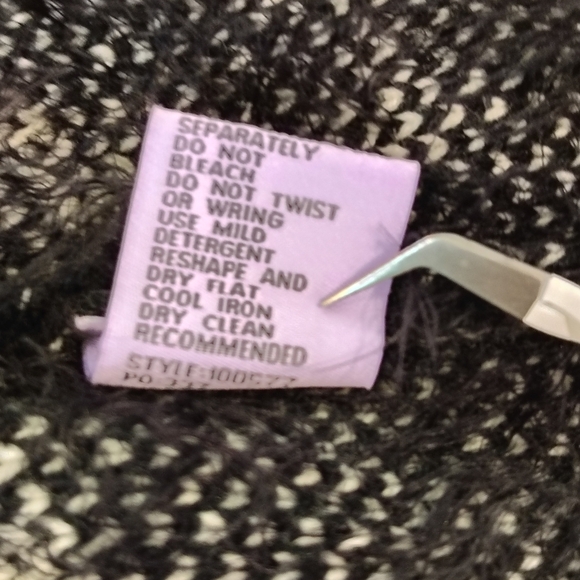 SEPARATELY
DO NOT
BLEACH
DO NOT TWIST
OR WRING
USE MILD
DETERGENT
RESHAPE AND
DRY FLAT
COOL IRON
DRY CLEAN
RECOMMENDED
STYLE:
PO